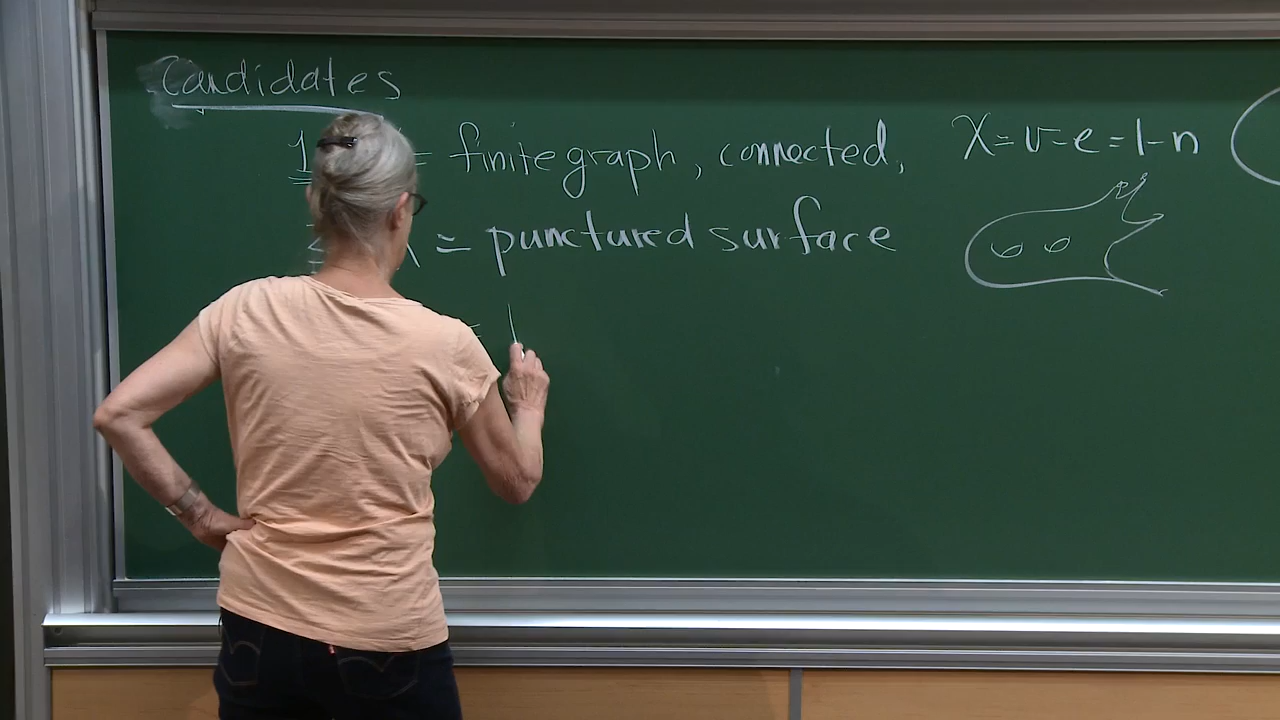 Candidates
1 = finite graph, connected, χ = v - e = 1 - n
= punctured surface
=